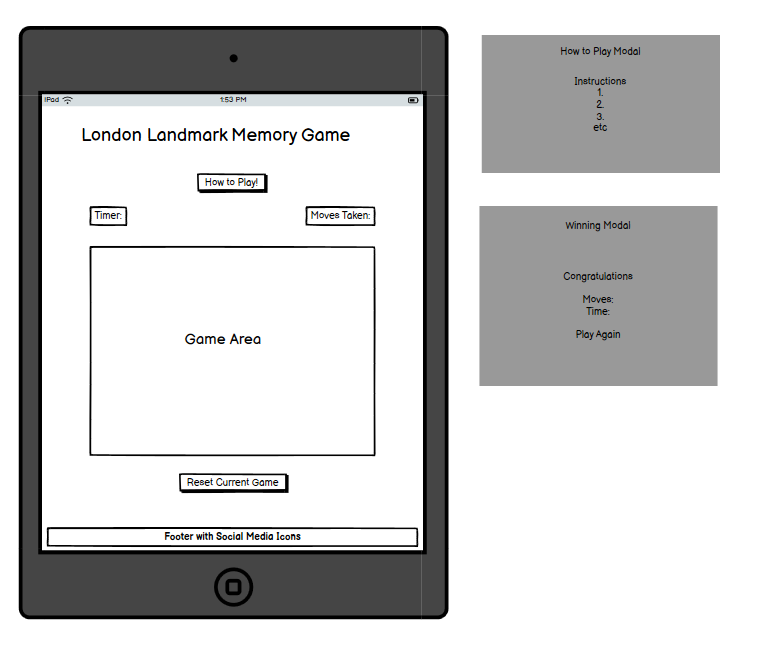 iPad
1:53 PM
London Landmark Memory Game
How to Play!
Timer:
Moves Taken:
Game Area
Reset Current Game
Footer with Social Media Icons
How to Play Modal
Instructions
1.
2.
3.
etc
Winning Modal
Congratulations
Moves:
Time:
Play Again